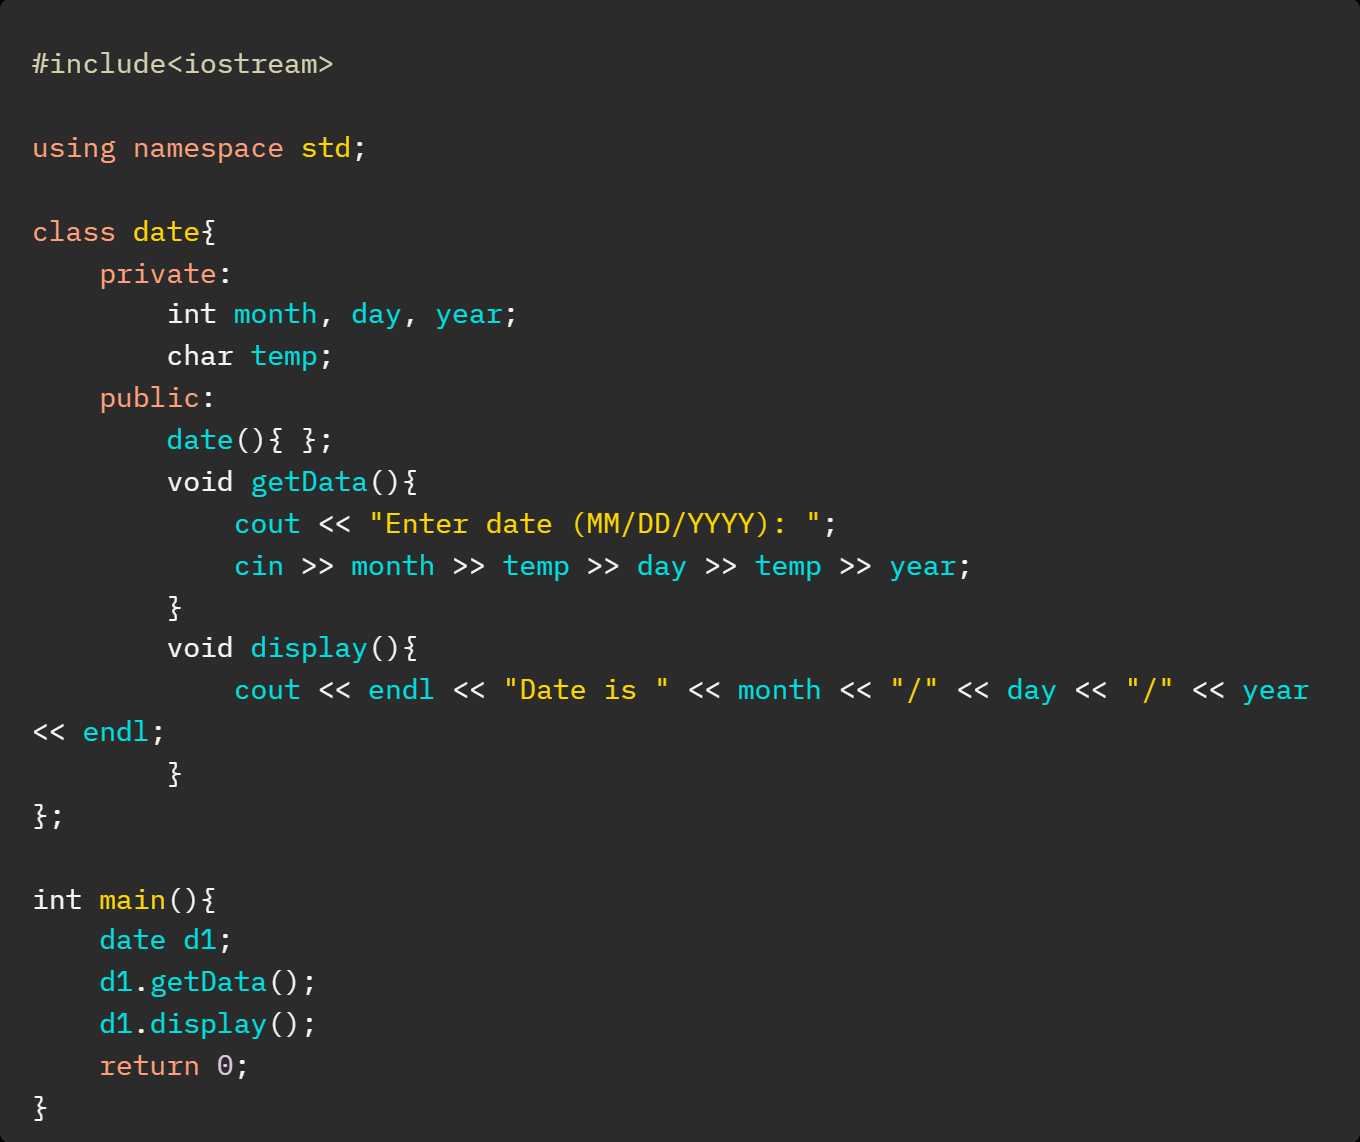 #include<iostream>
using namespace std;
class date{
    private:
        int month, day, year;
        char temp;
    public:
        date(){ };
        void getData(){
            cout << "Enter date (MM/DD/YYYY): ";
            cin >> month >> temp >> day >> temp >> year;
        }
        void display(){
            cout << endl << "Date is " << month << "/" << day << "/" << year
<< endl;
        }
};
int main(){
    date d1;
    d1.getData();
    d1.display();
    return 0;
}